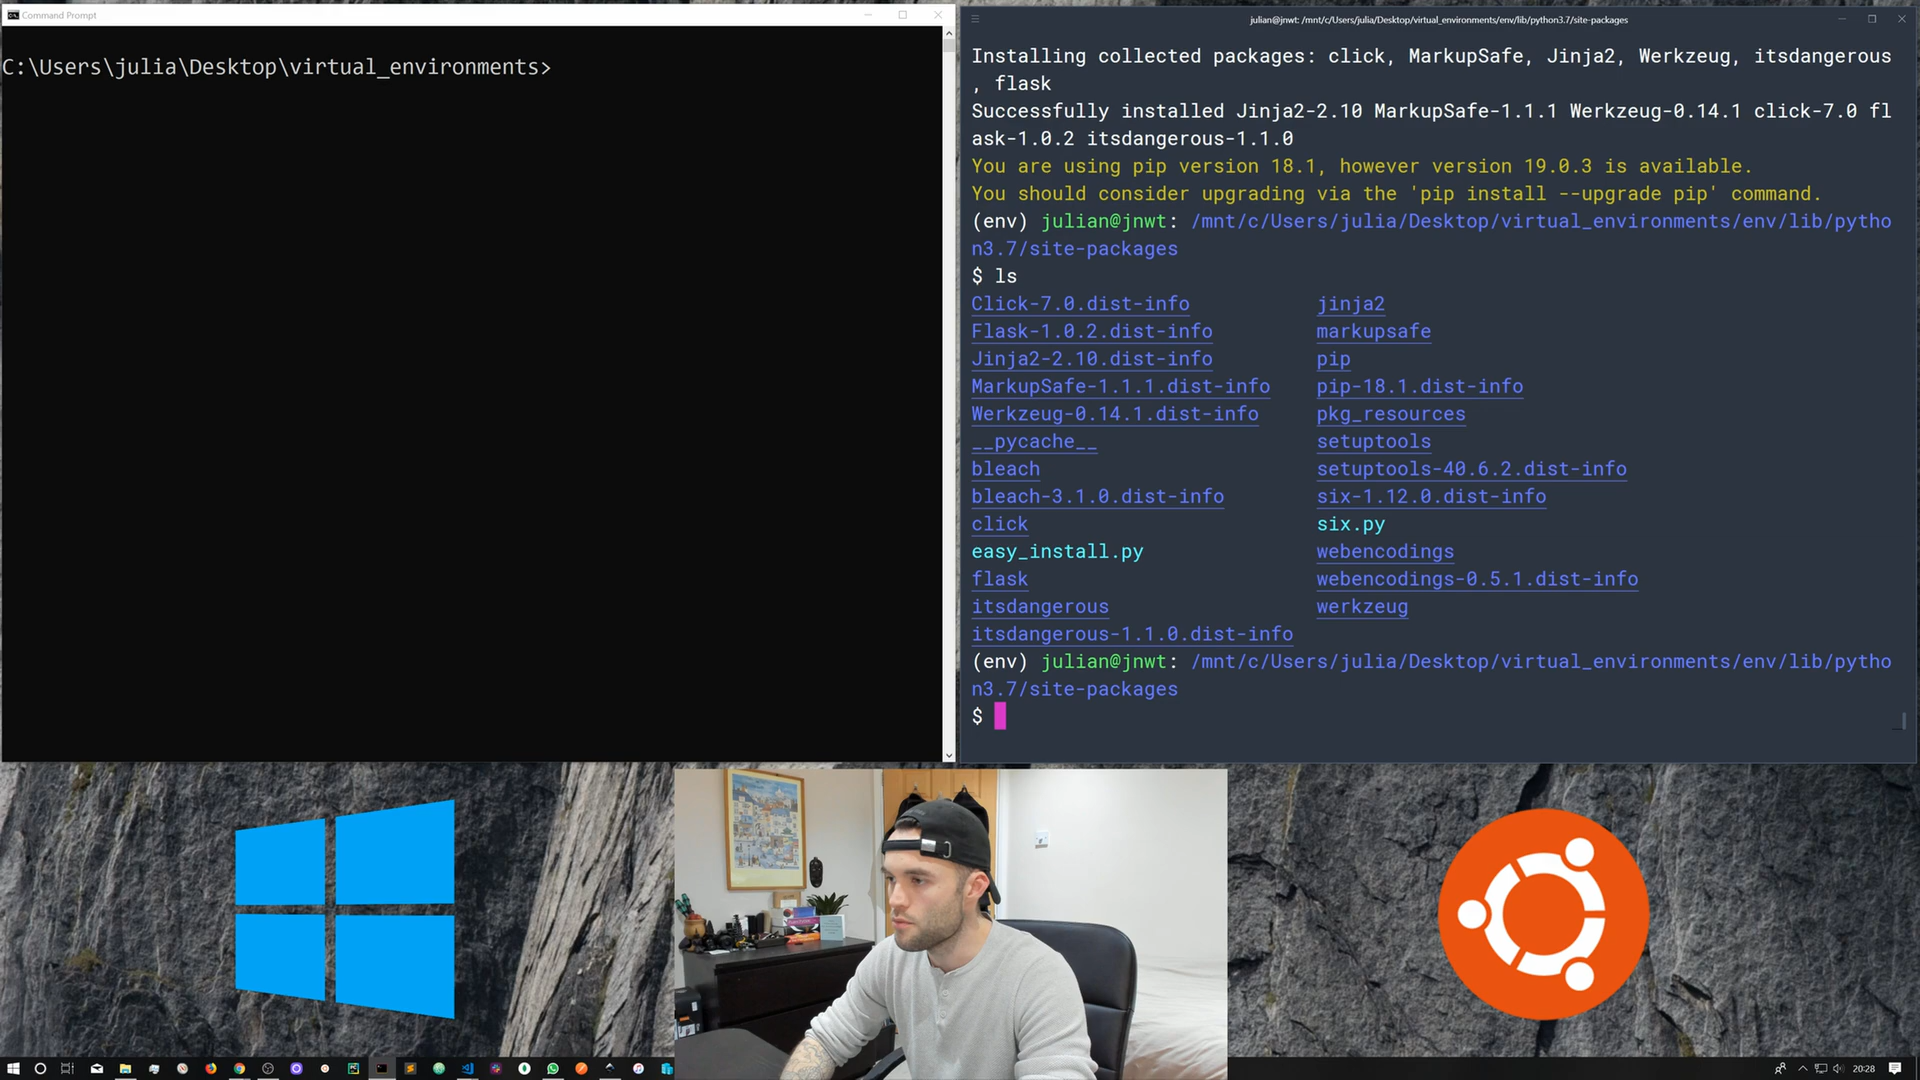 Command Prompt
C:\Users\julia\Desktop\virtual_environments>
julian@jnwt: /mnt/c/Users/julia/Desktop/virtual_environments/env/lib/python3.7/site-packages
Installing collected packages: click, MarkupSafe, Jinja2, Werkzeug, itsdangerous
, flask
Successfully installed Jinja2-2.10 MarkupSafe-1.1.1 Werkzeug-0.14.1 click-7.0 fl
ask-1.0.2 itsdangerous-1.1.0
You are using pip version 18.1, however version 19.0.3 is available.
You should consider upgrading via the 'pip install --upgrade pip' command.
(env) julian@jnwt: /mnt/c/Users/julia/Desktop/virtual_environments/env/lib/pytho
n3.7/site-packages
$ ls
Click-7.0.dist-info jinja2
Flask-1.0.2.dist-info markupsafe
Jinja2-2.10.dist-info pip
MarkupSafe-1.1.1.dist-info pip-18.1.dist-info
Werkzeug-0.14.1.dist-info pkg_resources
__pycache__ setuptools
bleach setuptools-40.6.2.dist-info
bleach-3.1.0.dist-info six-1.12.0.dist-info
click six.py
easy_install.py webencodings
flask webencodings-0.5.1.dist-info
itsdangerous werkzeug
itsdangerous-1.1.0.dist-info
(env) julian@jnwt: /mnt/c/Users/julia/Desktop/virtual_environments/env/lib/pytho
n3.7/site-packages
$
20:28